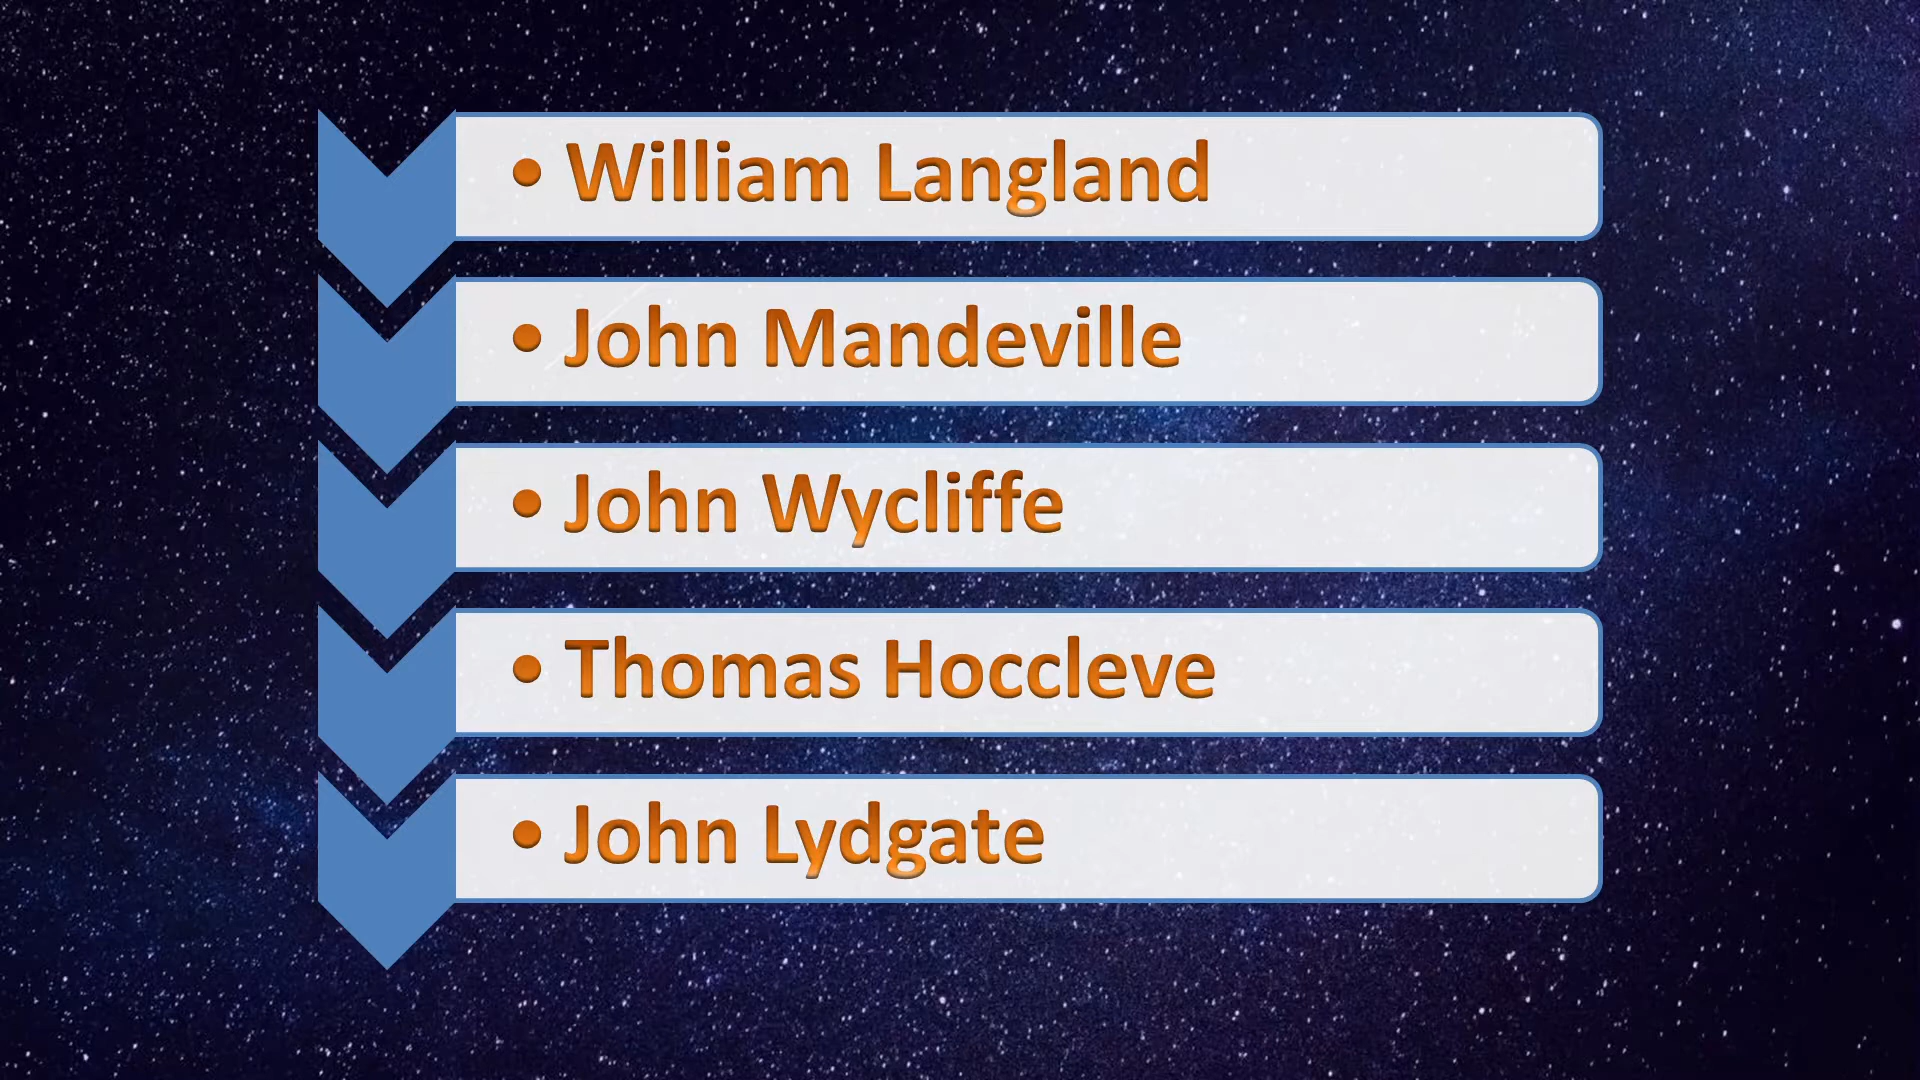 • William Langland
• John Mandeville
• John Wycliffe
• Thomas Hoccleve
• John Lydgate